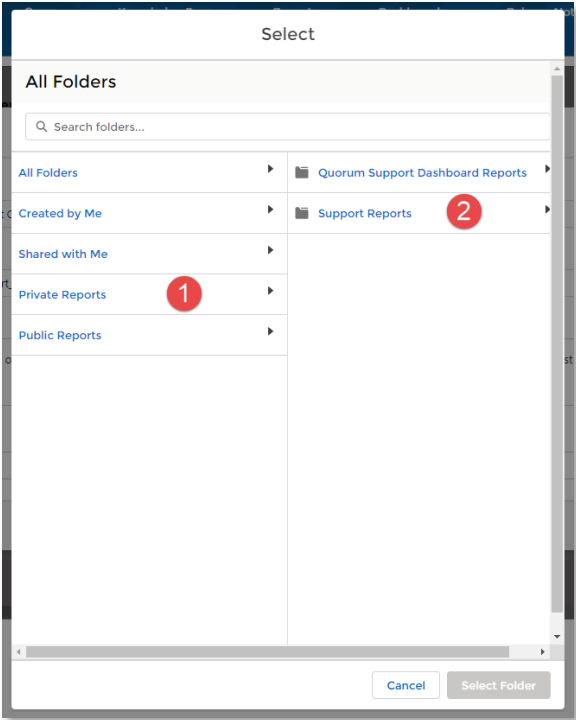 Select
All Folders
Search folders...
All Folders
Quorum Support Dashboard Reports
Created by Me
Support Reports
2
Shared with Me
Private Reports
1
Public Reports
Cancel
Select Folder